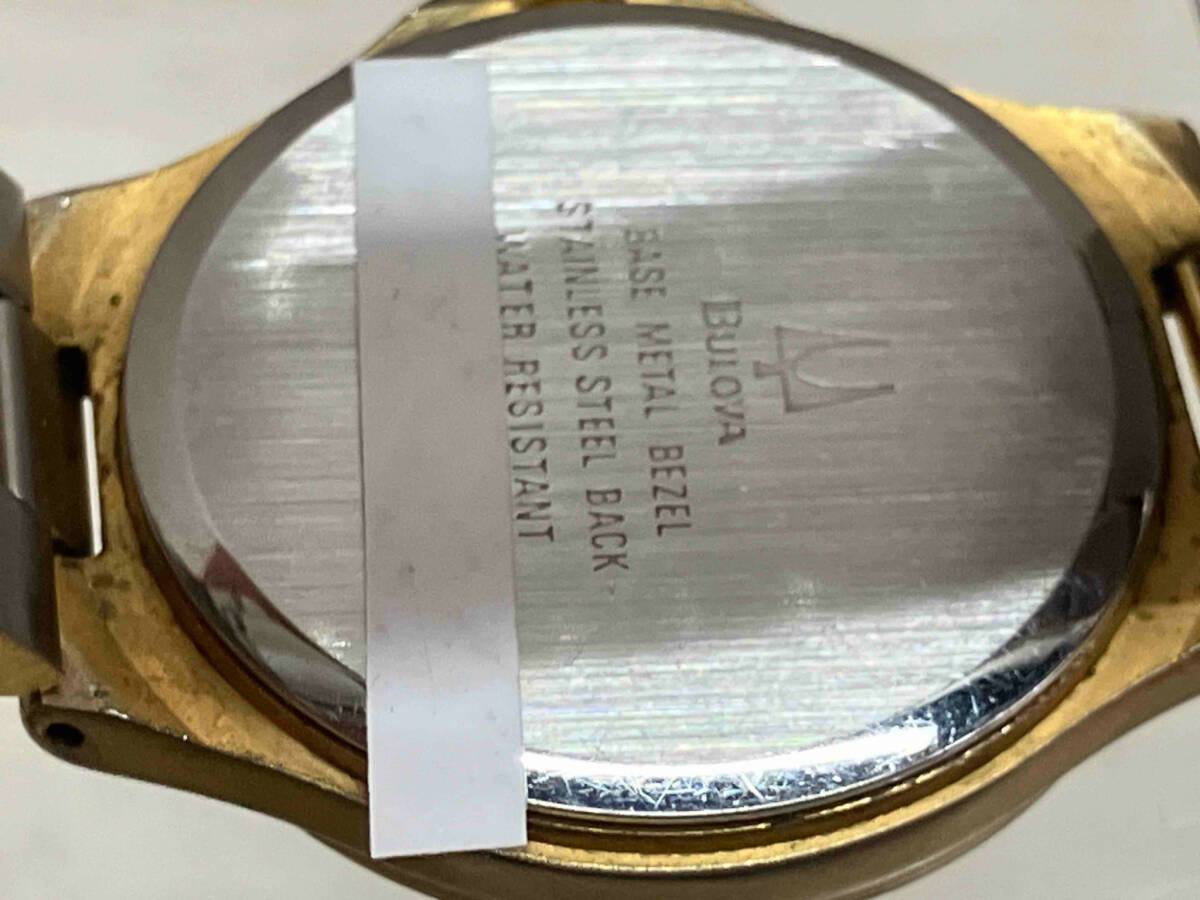 BULOVA
BASE METAL BEZEL
STAINLESS STEEL BACK
WATER RESISTANT